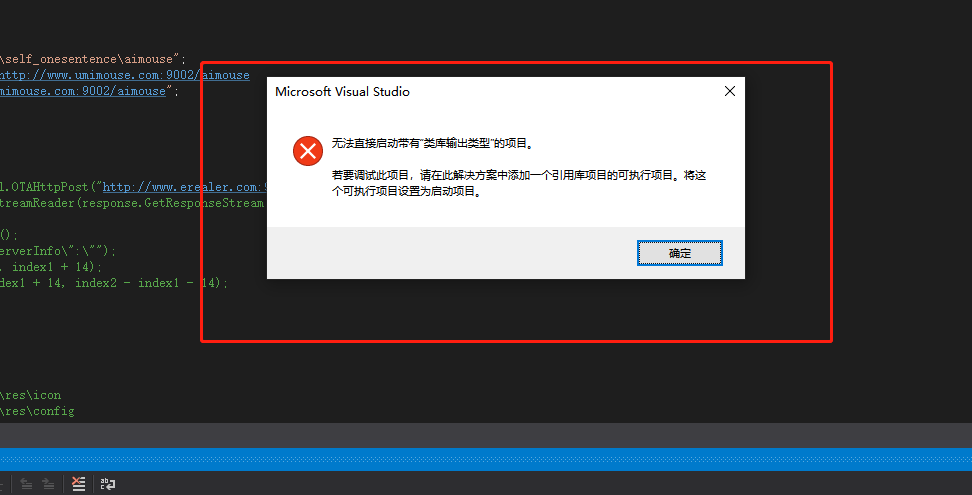 \self_onesentence\aimouse";
http://www.umimouse.com:9002/aimouse
mimouse.com:9002/aimouse";
Microsoft Visual Studio
无法直接启动带有"类库输出类型"的项目。
若要调试此项目，请在此解决方案中添加一个引用库项目的可执行项目。将这
个可执行项目设置为启动项目。
l.OTAHttpPost("http://www.erealer.com:
treamReader(response.GetResponseStream
();
erverInfo\":\"");
, index1 + 14);
dex1 + 14, index2 - index1 - 14);
确定
\res\icon
\res\config